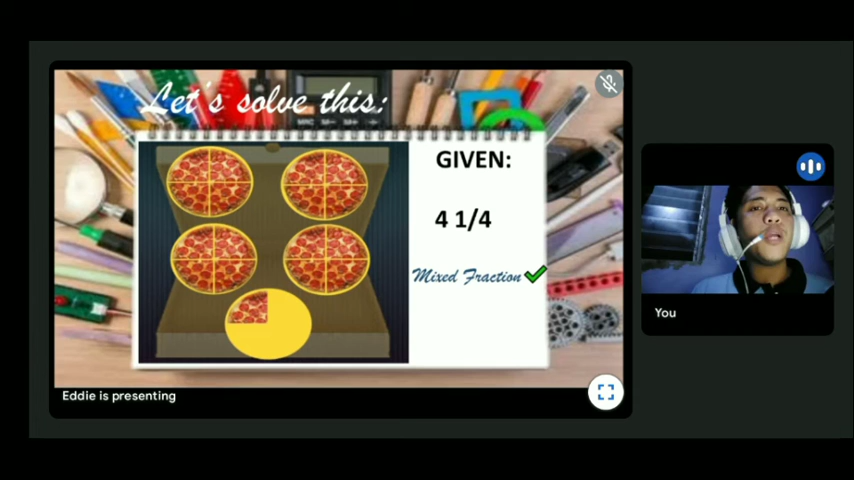 Let's solve this:
GIVEN:
4 1/4
Mixed Fraction
You
Eddie is presenting